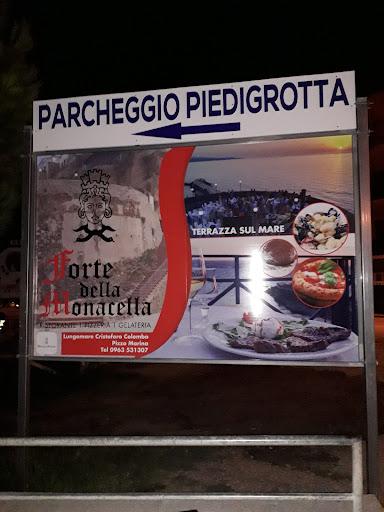 PARCHEGGIO PIEDIGROTTA
TERRAZZA SUL MARE
Forte
della
Monacella
RISTORANTE | PIZZERIA | GELATERIA
Lungomare Cristoforo Colombo
Pizzo Marina
Tel 0963 531307